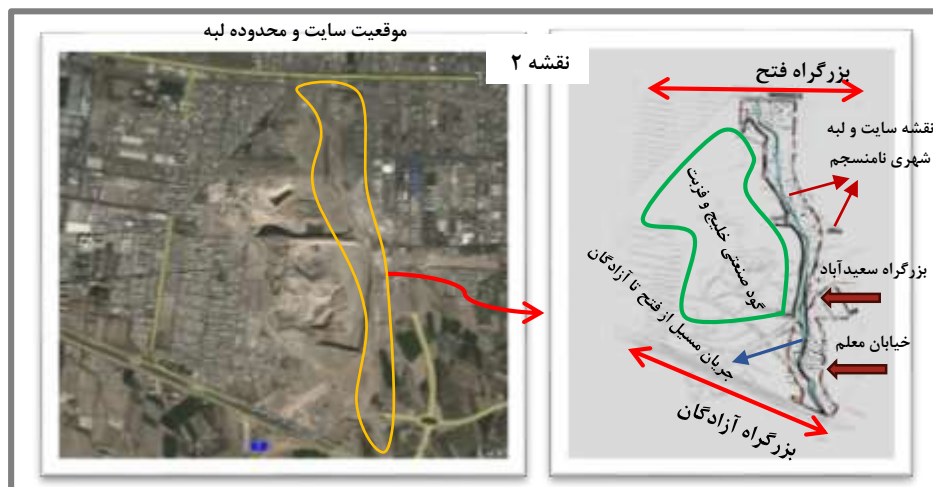 موقعیت سایت و محدوده لبه
نقشه ۲
بزرگراه فتح
نقشه سایت و لبه
شهری نامنسجم
گود صنعتی خلیج و فزبت
بزرگراه سعیدآباد
جریان مسیل از فتح تا آزادگان
خیابان معلم
بزرگراه آزادگان